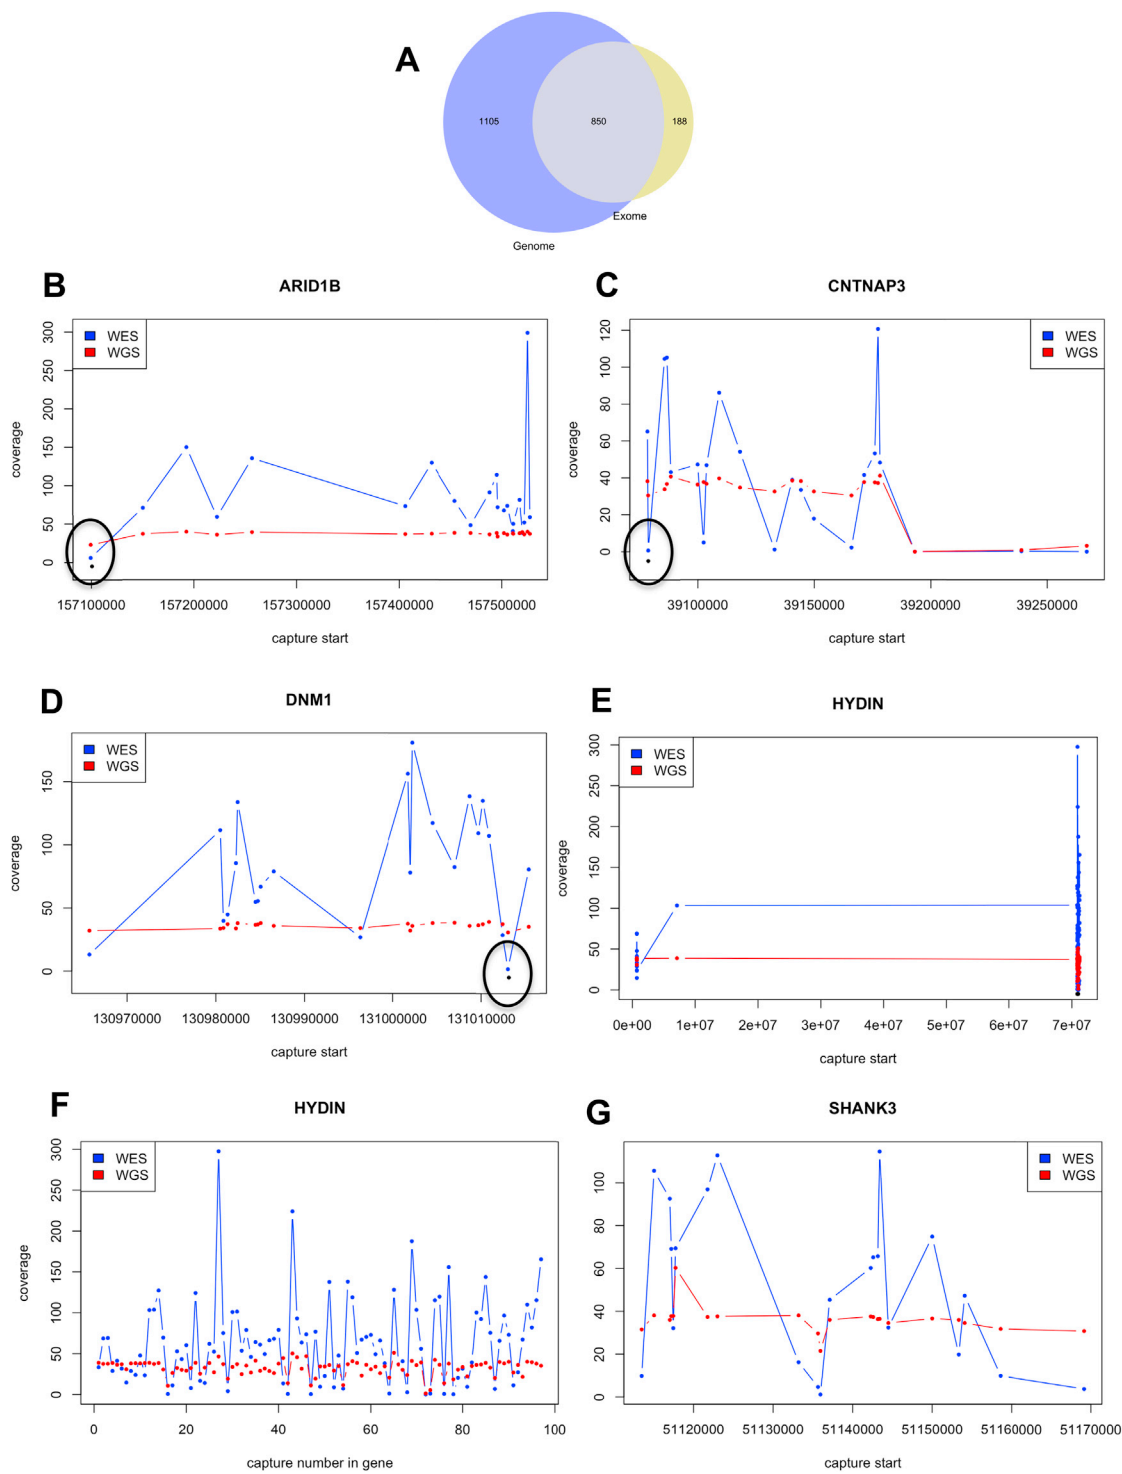 A
1105
850
188
Exome
Genome
B
ARID1B
WES
WGS
coverage
0
50
100
150
200
250
300
157100000
157200000
157300000
157400000
157500000
capture start
C
CNTNAP3
WES
WGS
coverage
0
20
40
60
80
100
120
39100000
39150000
39200000
39250000
capture start
D
DNM1
WES
WGS
coverage
0
50
100
150
130970000
130980000
130990000
131000000
131010000
capture start
E
HYDIN
WES
WGS
coverage
0
50
100
150
200
250
300
0e+00
1e+07
2e+07
3e+07
4e+07
5e+07
6e+07
7e+07
capture start
F
HYDIN
WES
WGS
coverage
0
50
100
150
200
250
300
0
20
40
60
80
100
capture number in gene
G
SHANK3
WES
WGS
0
20
40
60
80
100
51120000
51130000
51140000
51150000
51160000
51170000
capture start